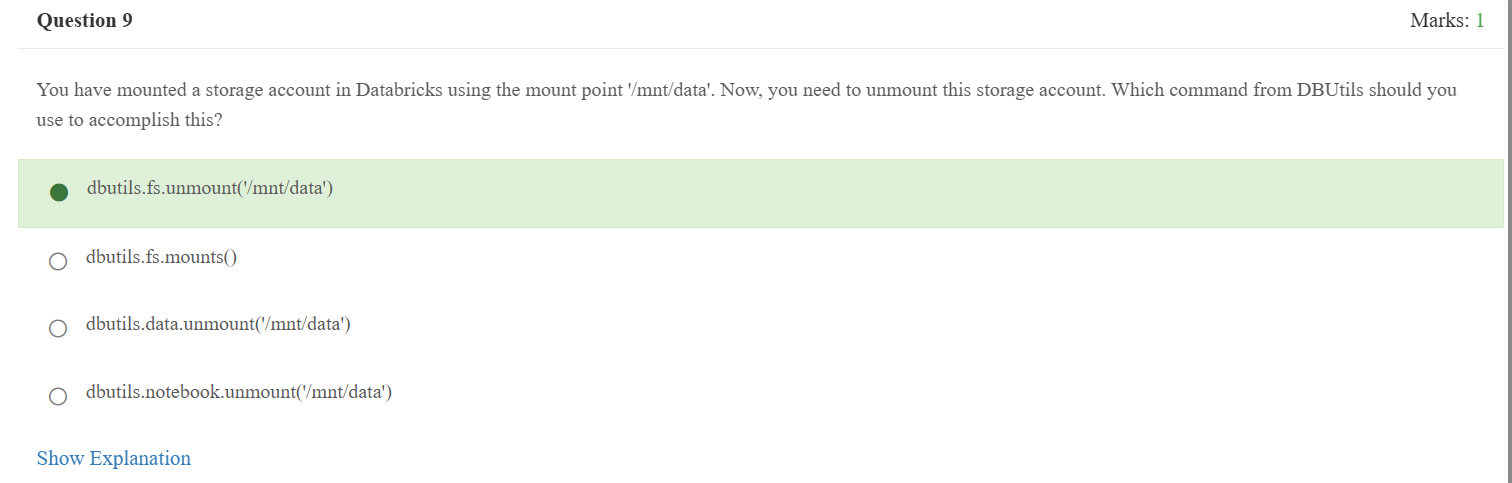 Question 9
Marks: 1
You have mounted a storage account in Databricks using the mount point '/mnt/data'. Now, you need to unmount this storage account. Which command from DBUtils should you
use to accomplish this?
dbutils.fs.unmount('/mnt/data')
dbutils.fs.mounts()
dbutils.data.unmount('/mnt/data')
dbutils.notebook.unmount('/mnt/data')
Show Explanation